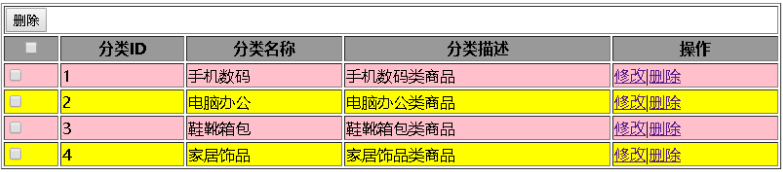 删除
分类ID 分类名称 分类描述 操作
1 手机数码 手机数码类商品 修改|删除
2 电脑办公 电脑办公类商品 修改|删除
3 鞋靴箱包 鞋靴箱包类商品 修改|删除
4 家居饰品 家居饰品类商品 修改|删除